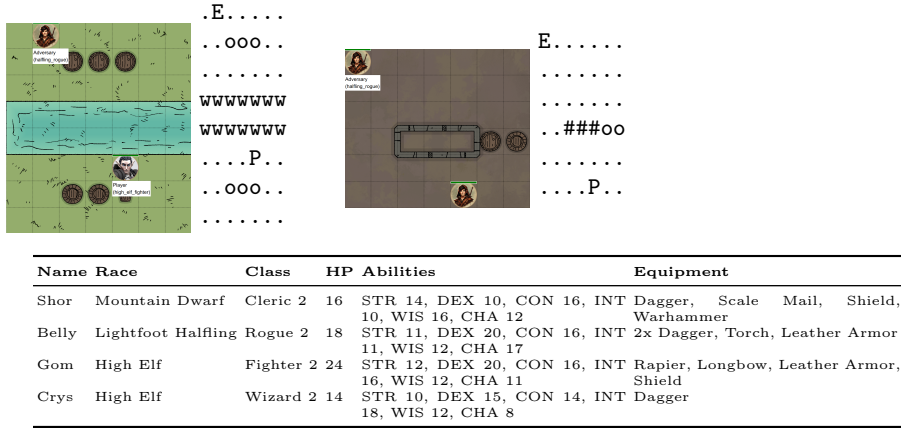 .E.....
..ooo..
.......
WWWWWWW
WWWWWWW
....P..
..ooo..
.......
Adversary
(halfling_rogue)
Player
(high_elf_fighter)
E......
.......
.......
..###oo
.......
....P..
Adversary
(halfling_rogue)
Name Race Class HP Abilities Equipment
Shor Mountain Dwarf Cleric 2 16 STR 14, DEX 10, CON 16, INT Dagger, Scale Mail, Shield,
10, WIS 16, CHA 12 Warhammer
Belly Lightfoot Halfling Rogue 2 18 STR 11, DEX 20, CON 16, INT 2x Dagger, Torch, Leather Armor
11, WIS 12, CHA 17
Gom High Elf Fighter 2 24 STR 12, DEX 20, CON 16, INT Rapier, Longbow, Leather Armor,
16, WIS 12, CHA 11 Shield
Crys High Elf Wizard 2 14 STR 10, DEX 15, CON 14, INT Dagger
18, WIS 12, CHA 8